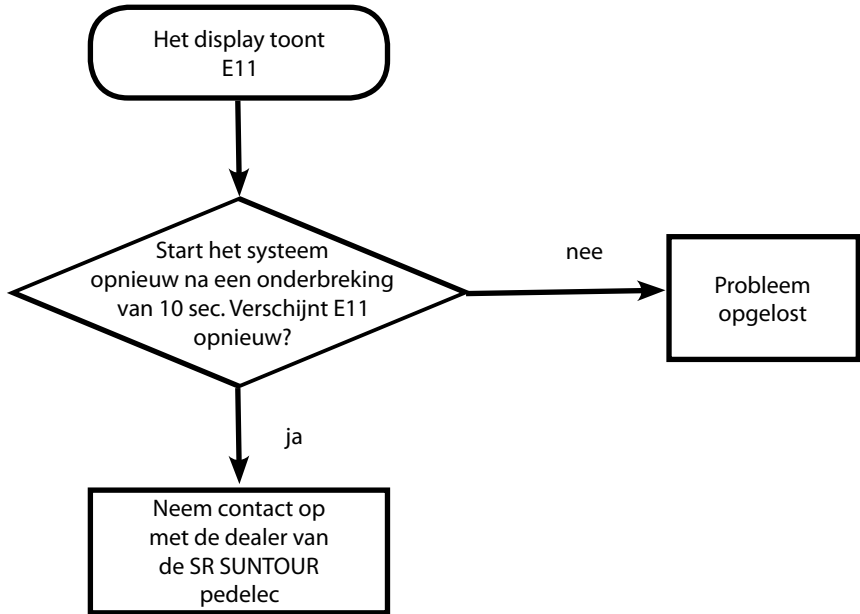 Het display toont
E11
Start het systeem
opnieuw na een onderbreking
van 10 sec. Verschijnt E11
opnieuw?
nee
Probleem
opgelost
ja
Neem contact op
met de dealer van
de SR SUNTOUR
pedelec